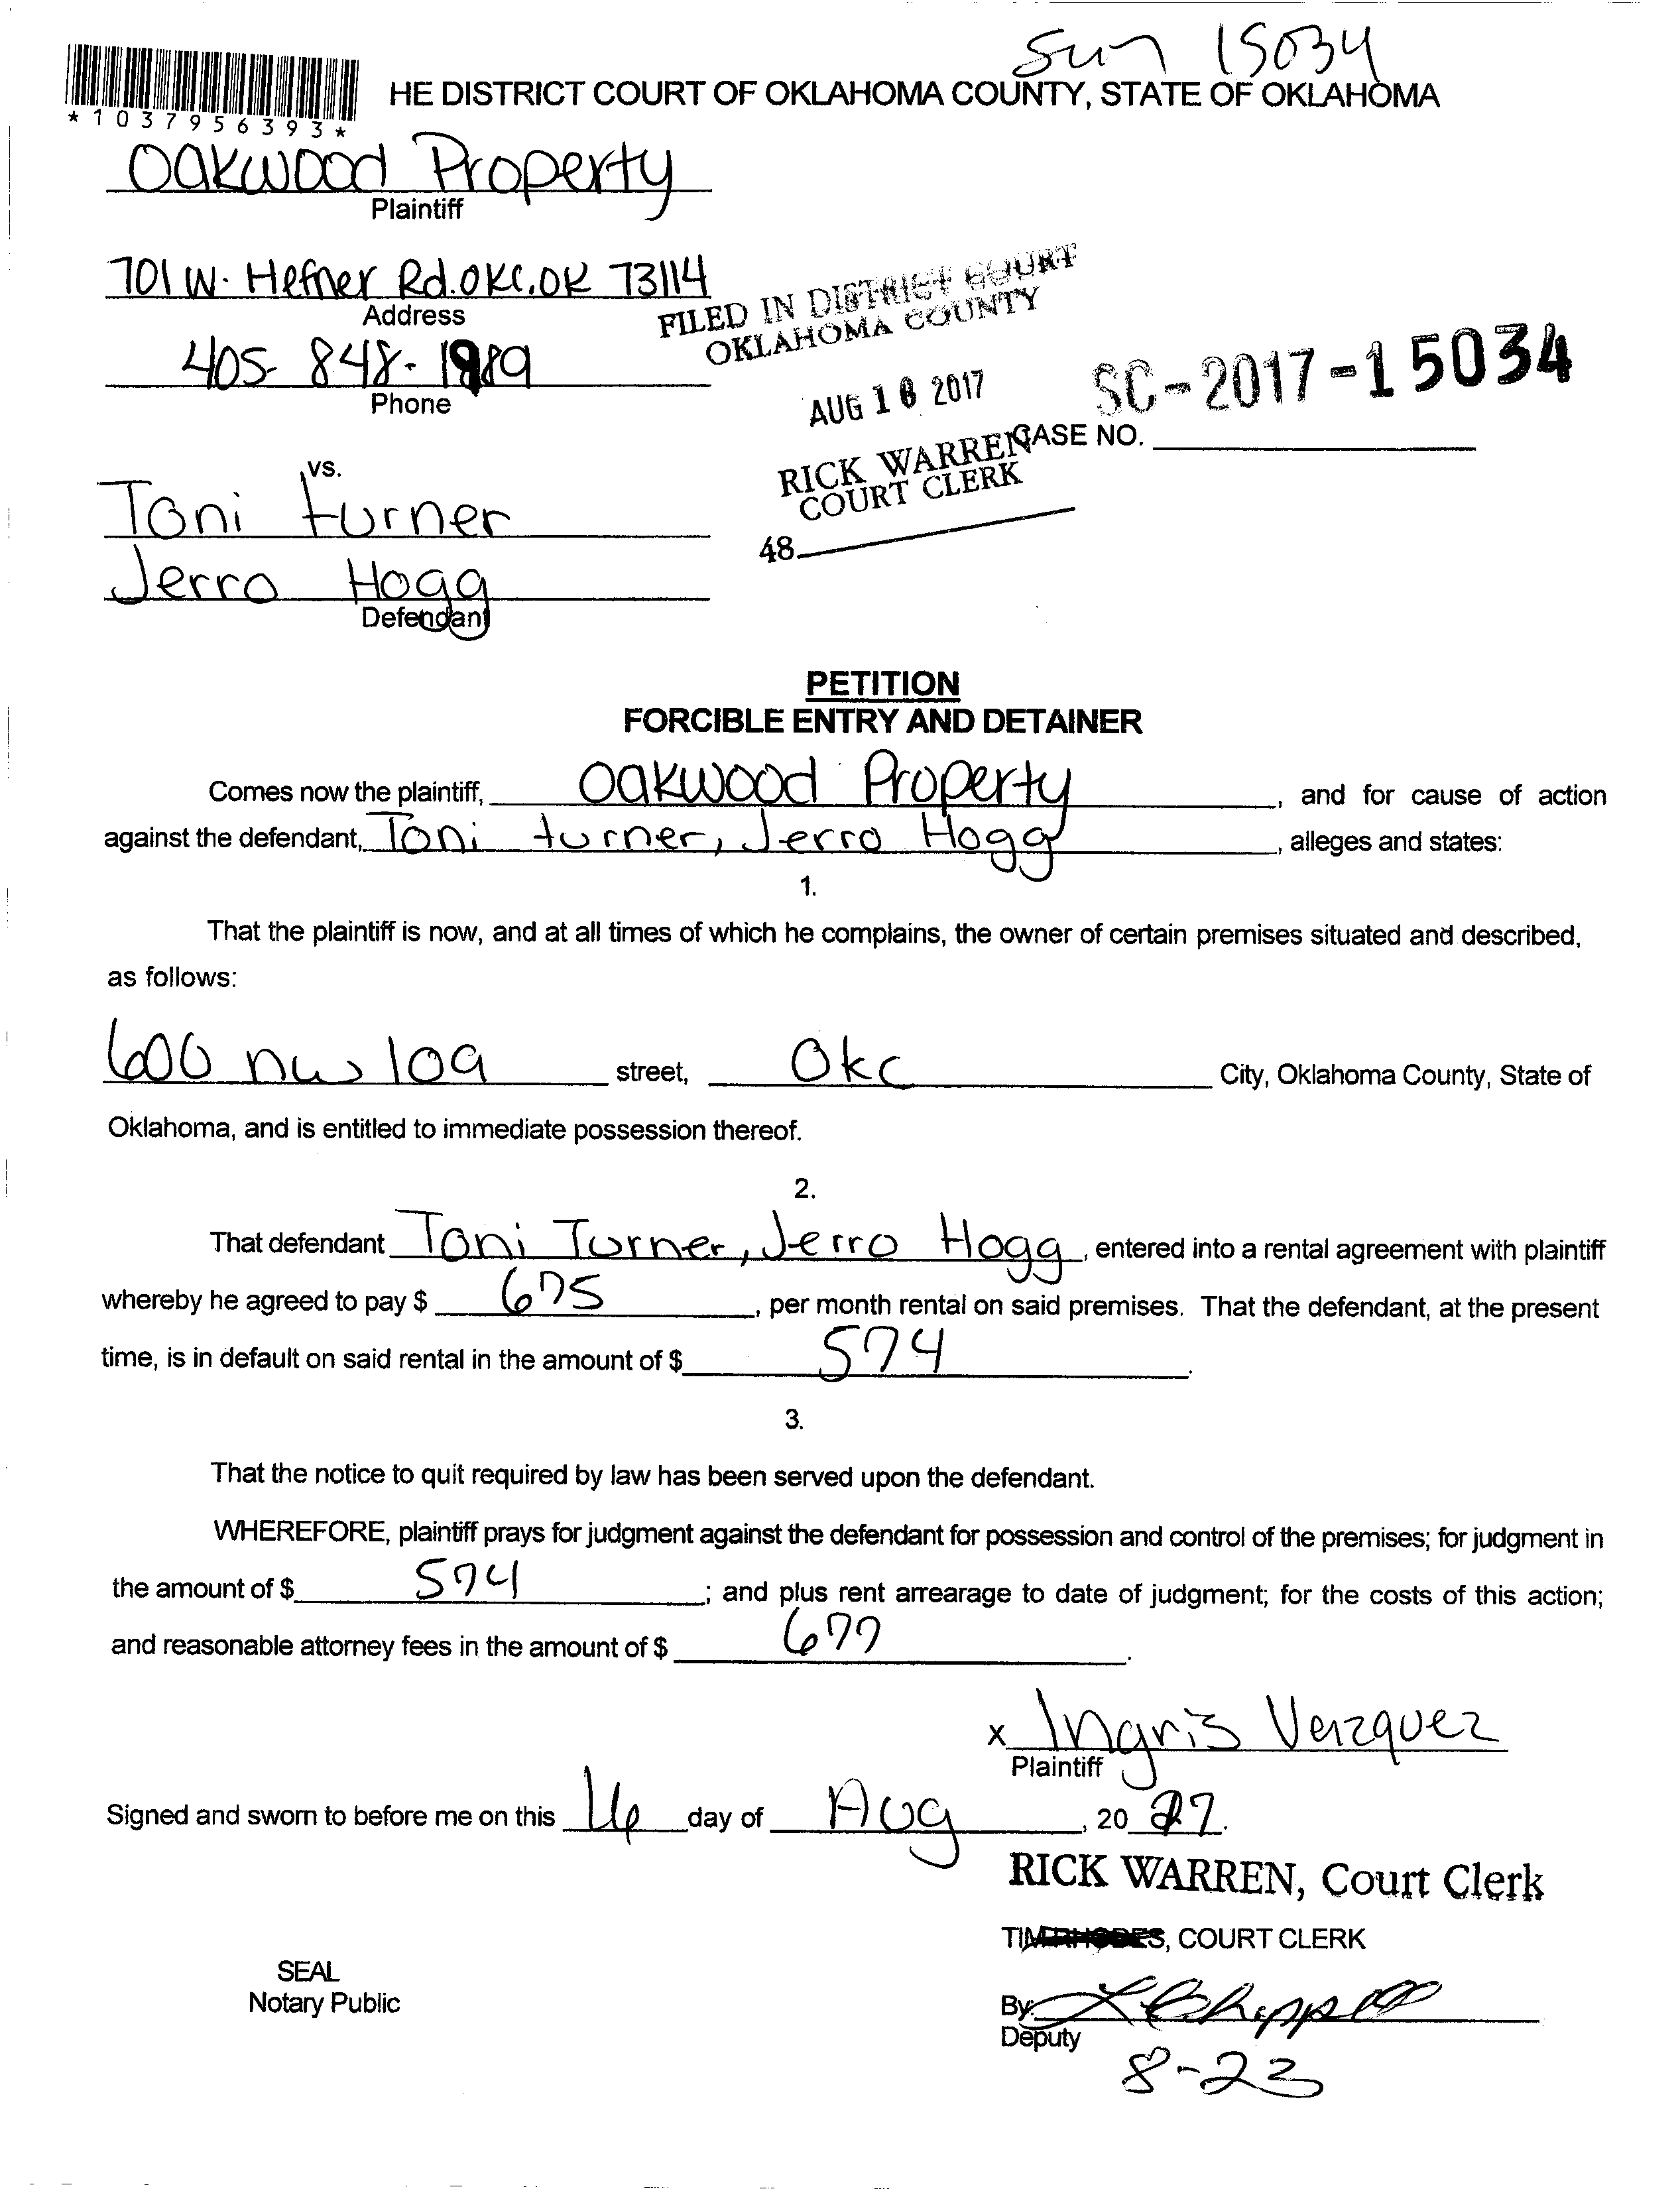 Sun 15034
HE DISTRICT COURT OF OKLAHOMA COUNTY, STATE OF OKLAHOMA
*1037956393*
Oakwood Property
Plaintiff
701 W. Hefner Rd. OKC, OK 73114
Address
405-848-1989
Phone
FILED IN DISTRICT COURT
OKLAHOMA COUNTY
AUG 16 2017
RICK WARREN
COURT CLERK
48
SC-2017-15034
CASE NO.
vs.
Toni turner
Jerro Hogg
Defendant
PETITION
FORCIBLE ENTRY AND DETAINER
Comes now the plaintiff, Oakwood Property, and for cause of action
against the defendant, Toni turner, Jerro Hogg, alleges and states:
1.
That the plaintiff is now, and at all times of which he complains, the owner of certain premises situated and described,
as follows:
600 nw 109 street, Okc City, Oklahoma County, State of
Oklahoma, and is entitled to immediate possession thereof.
2.
That defendant Toni Turner, Jerro Hogg, entered into a rental agreement with plaintiff
whereby he agreed to pay $ 675, per month rental on said premises. That the defendant, at the present
time, is in default on said rental in the amount of $ 574.
3.
That the notice to quit required by law has been served upon the defendant.
WHEREFORE, plaintiff prays for judgment against the defendant for possession and control of the premises; for judgment in
the amount of $ 574; and plus rent arrearage to date of judgment; for the costs of this action;
and reasonable attorney fees in the amount of $ 677.
x Ingris Vazquez
Plaintiff
Signed and sworn to before me on this 16 day of Aug, 20 17.
RICK WARREN, Court Clerk
TIM RHODES, COURT CLERK
SEAL
Notary Public
By:
Deputy
8-23